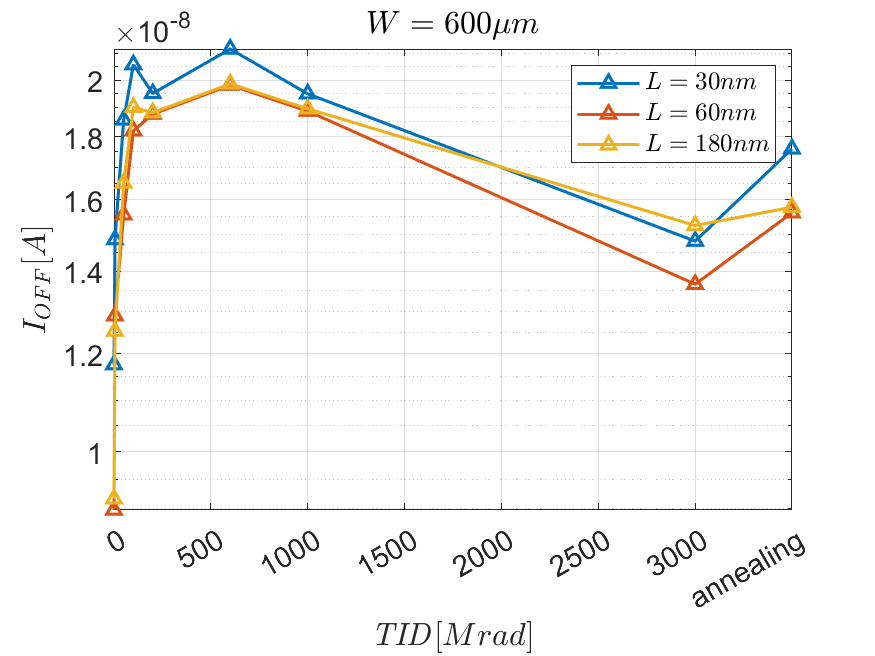 W = 600μm
×10⁻⁸
L = 30nm
L = 60nm
L = 180nm
2
1.8
1.6
1.4
1.2
1
I_OFF[A]
0
500
1000
1500
2000
2500
3000
annealing
TID[Mrad]